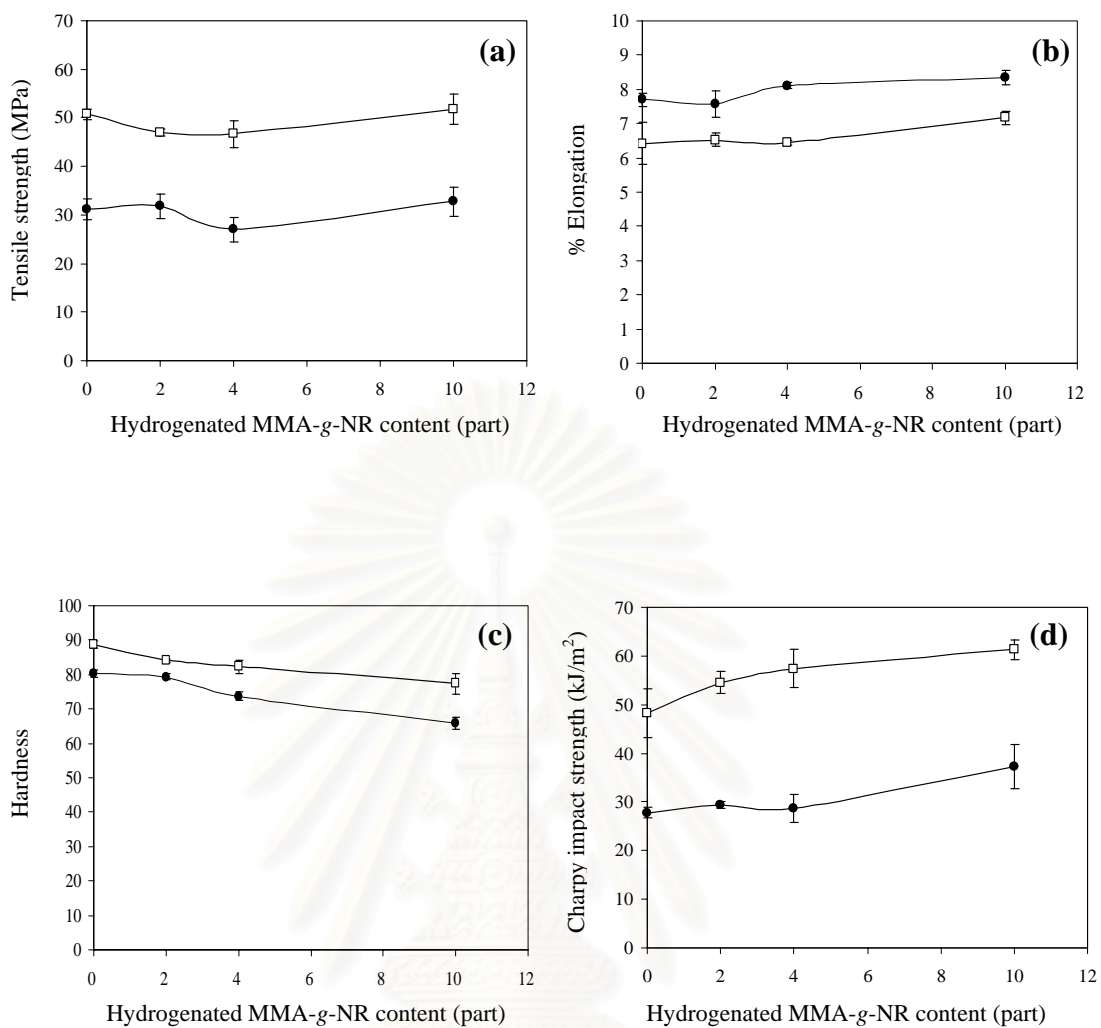 (a)
Tensile strength (MPa)
70
60
50
40
30
20
10
0
0 2 4 6 8 10 12
Hydrogenated MMA-g-NR content (part)
(b)
% Elongation
10
9
8
7
6
5
4
3
2
1
0
0 2 4 6 8 10 12
Hydrogenated MMA-g-NR content (part)
(c)
Hardness
100
90
80
70
60
50
40
30
20
10
0
0 2 4 6 8 10 12
Hydrogenated MMA-g-NR content (part)
(d)
Charpy impact strength (kJ/m²)
70
60
50
40
30
20
10
0
0 2 4 6 8 10 12
Hydrogenated MMA-g-NR content (part)